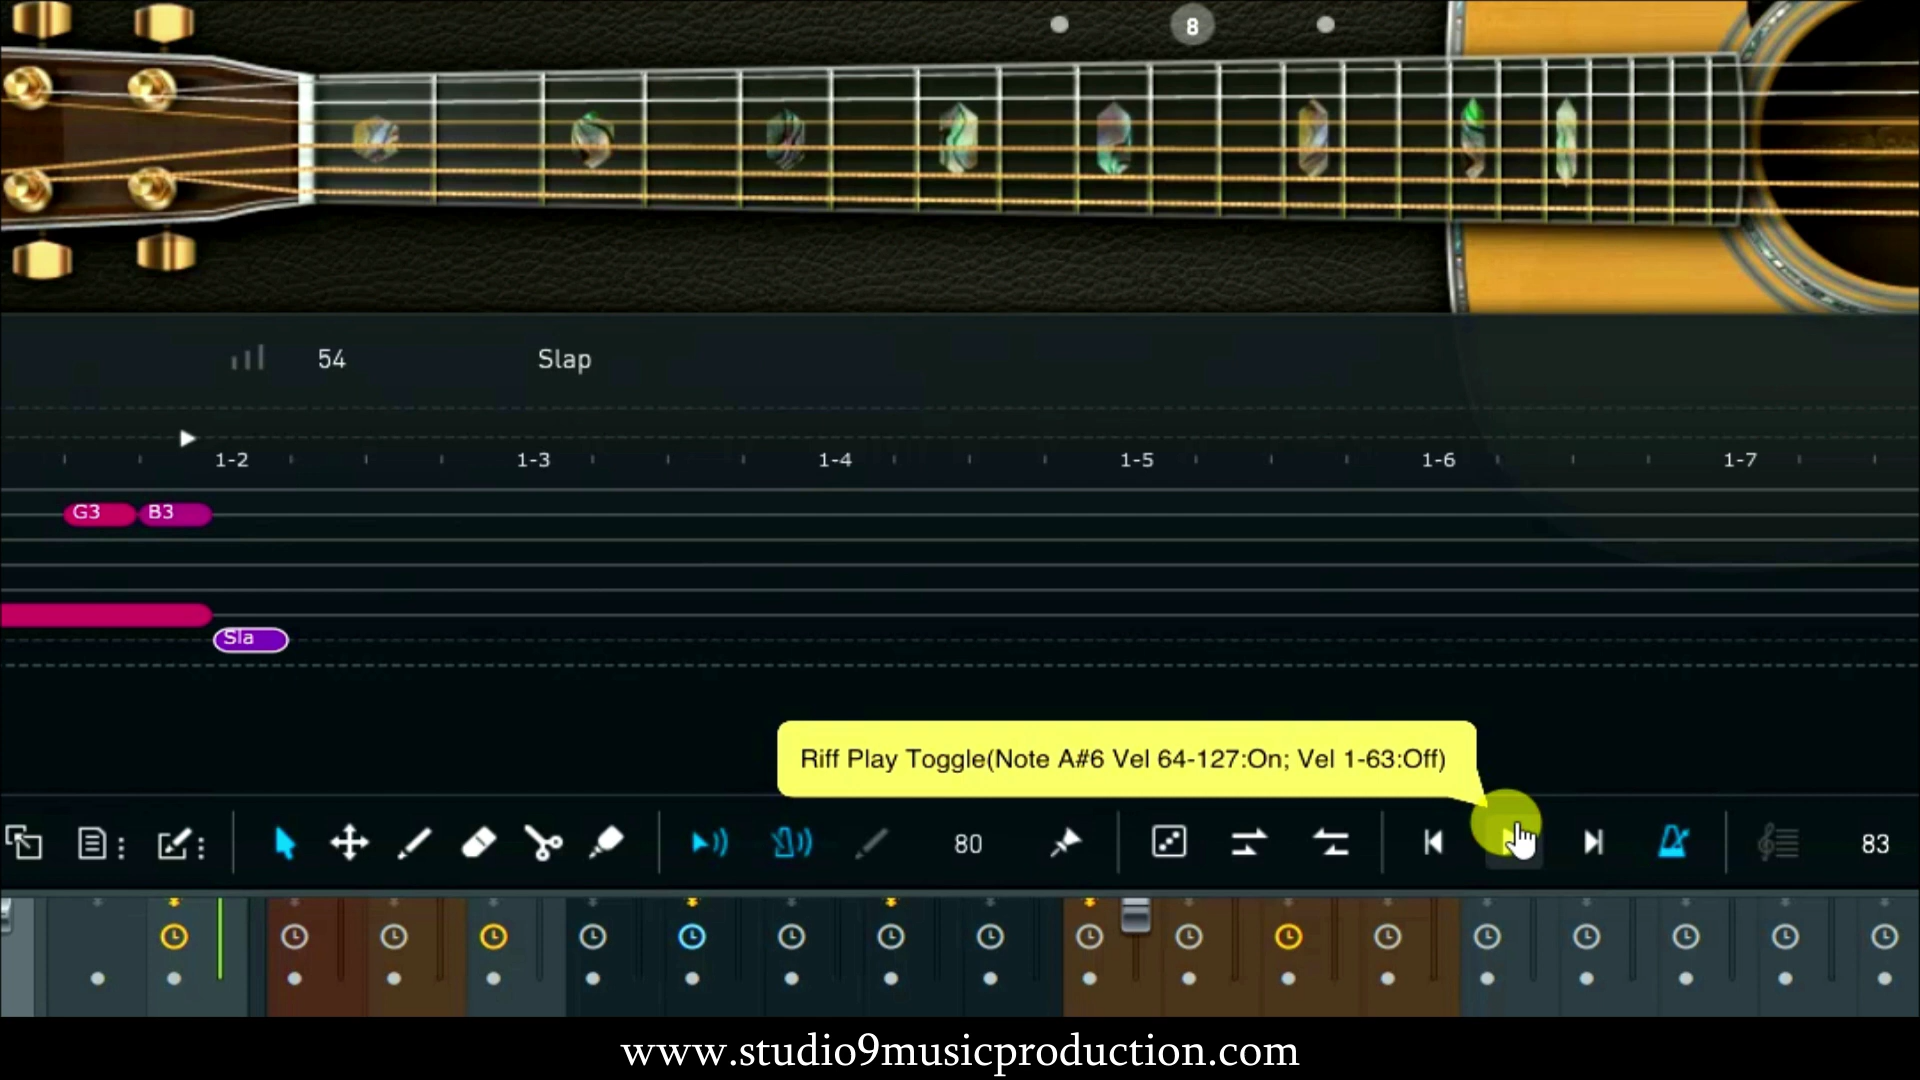 8
54 Slap
1-2 1-3 1-4 1-5 1-6 1-7
G3 B3
Sla
Riff Play Toggle(Note A#6 Vel 64-127:On; Vel 1-63:Off)
80 83
www.studio9musicproduction.com